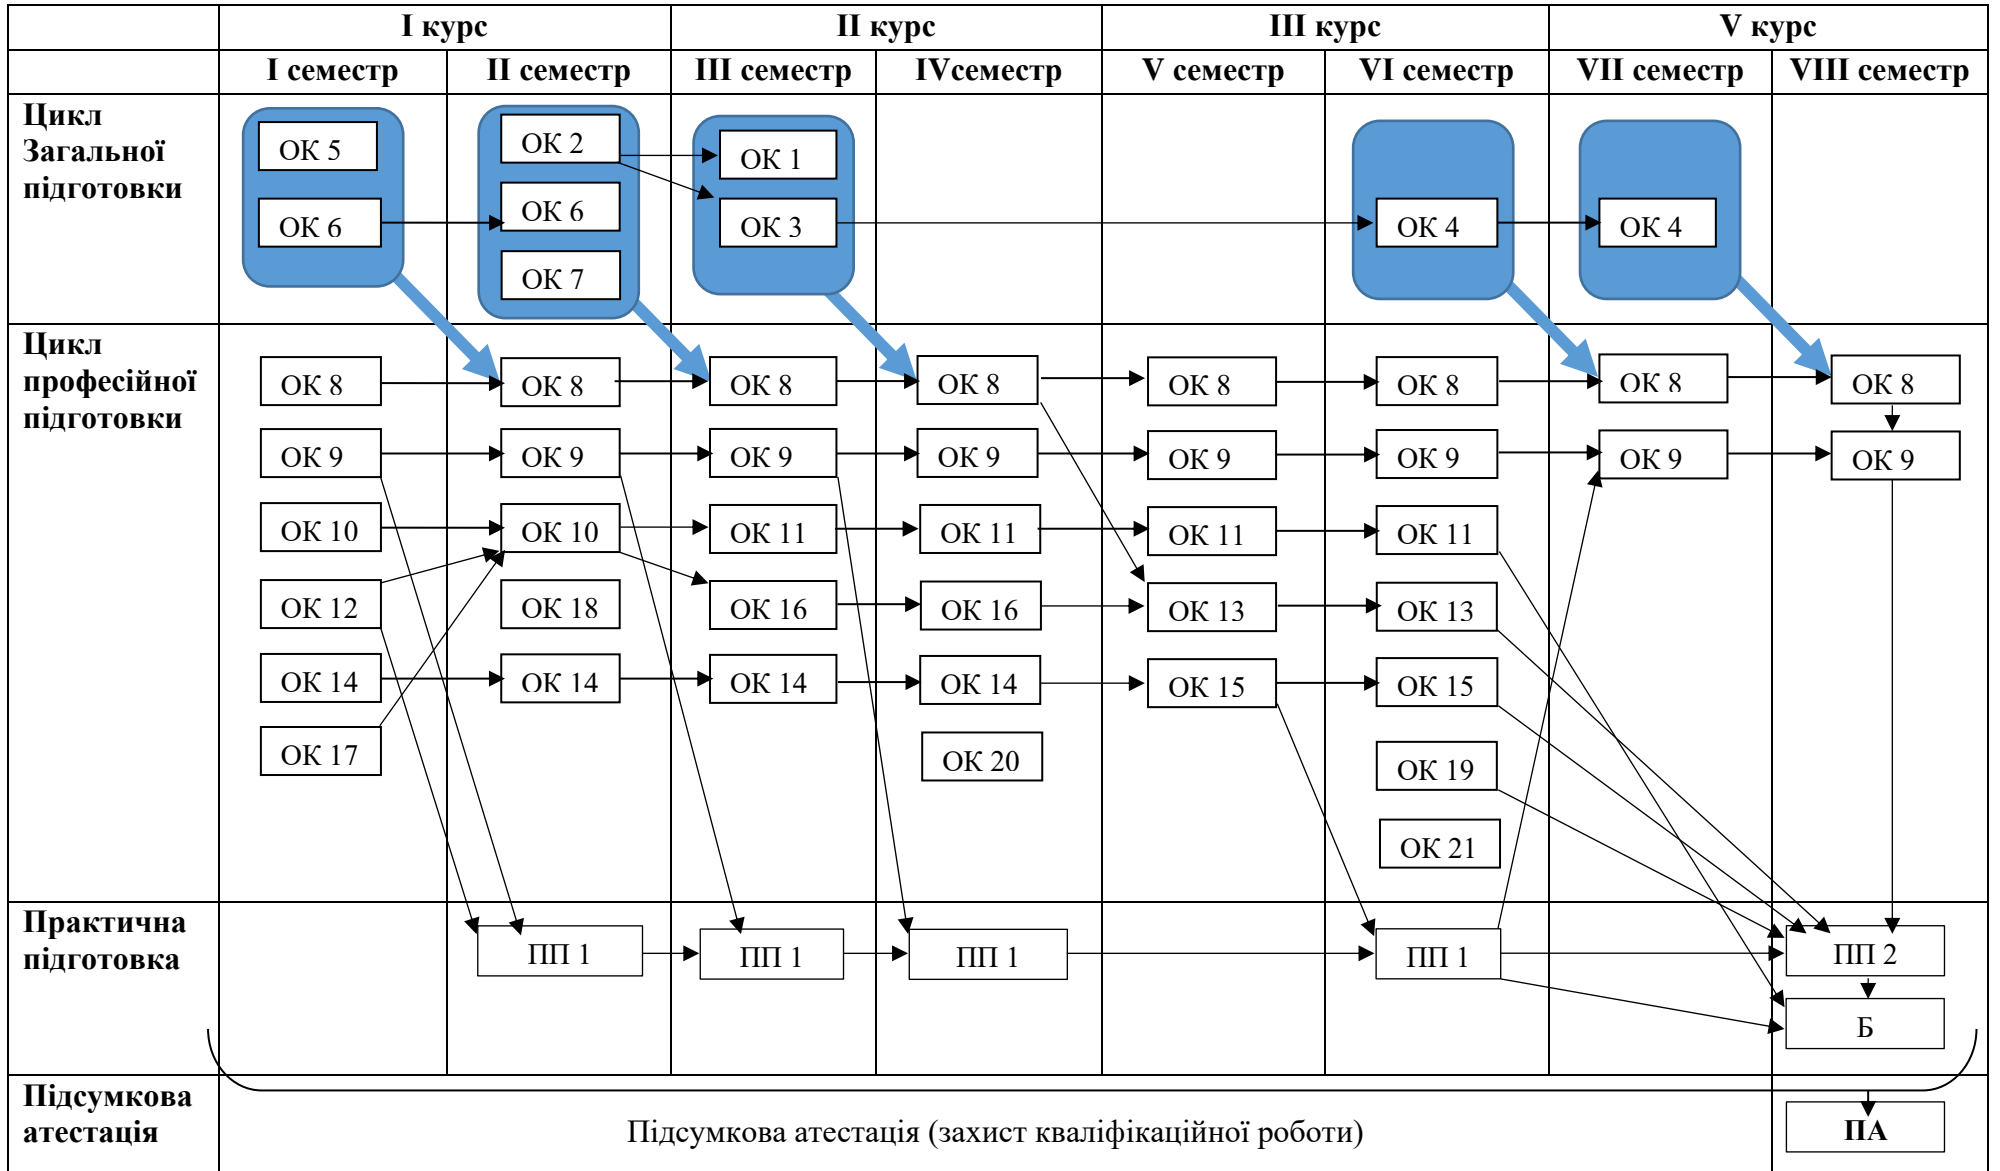 I курс II курс III курс V курс
I семестр II семестр III семестр IVсеместр V семестр VI семестр VII семестр VIII семестр
Цикл
Загальної
підготовки
ОК 5 ОК 2 ОК 1
ОК 6 ОК 6 ОК 3 ОК 4 ОК 4
ОК 7
Цикл
професійної
підготовки
ОК 8 ОК 8 ОК 8 ОК 8 ОК 8 ОК 8 ОК 8 ОК 8
ОК 9 ОК 9 ОК 9 ОК 9 ОК 9 ОК 9 ОК 9 ОК 9
ОК 10 ОК 10 ОК 11 ОК 11 ОК 11 ОК 11
ОК 12 ОК 18 ОК 16 ОК 16 ОК 13 ОК 13
ОК 14 ОК 14 ОК 14 ОК 14 ОК 15 ОК 15
ОК 17 ОК 20 ОК 19
ОК 21
Практична
підготовка
ПП 1 ПП 1 ПП 1 ПП 1 ПП 2
Б
Підсумкова
атестація
Підсумкова атестація (захист кваліфікаційної роботи)
ПА